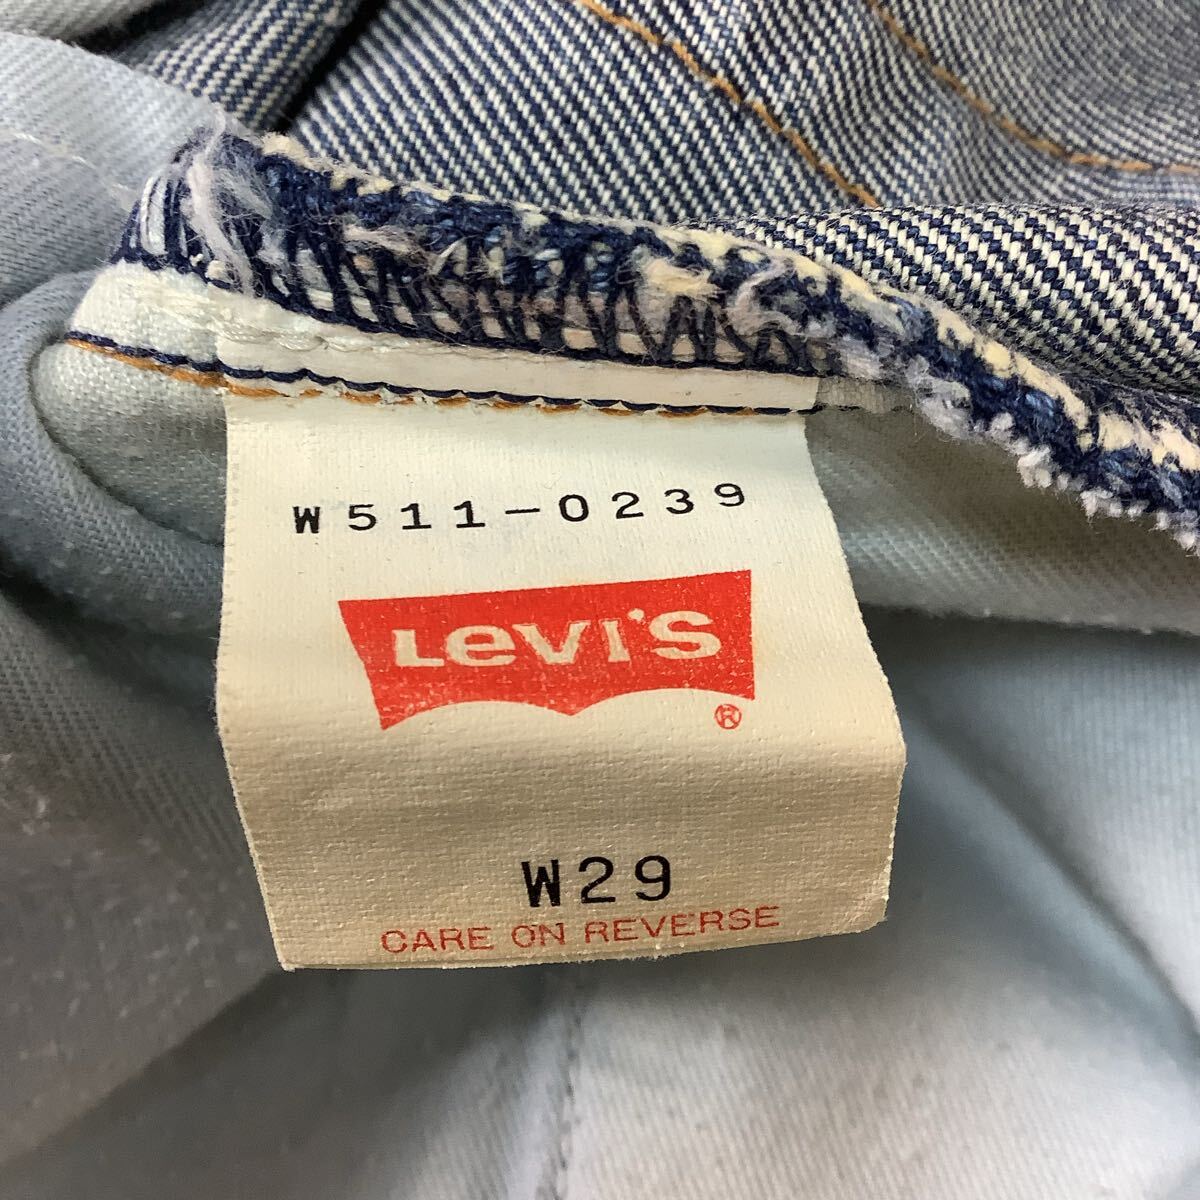 W511-0239
LeVI'S
®
W29
CARE ON REVERSE